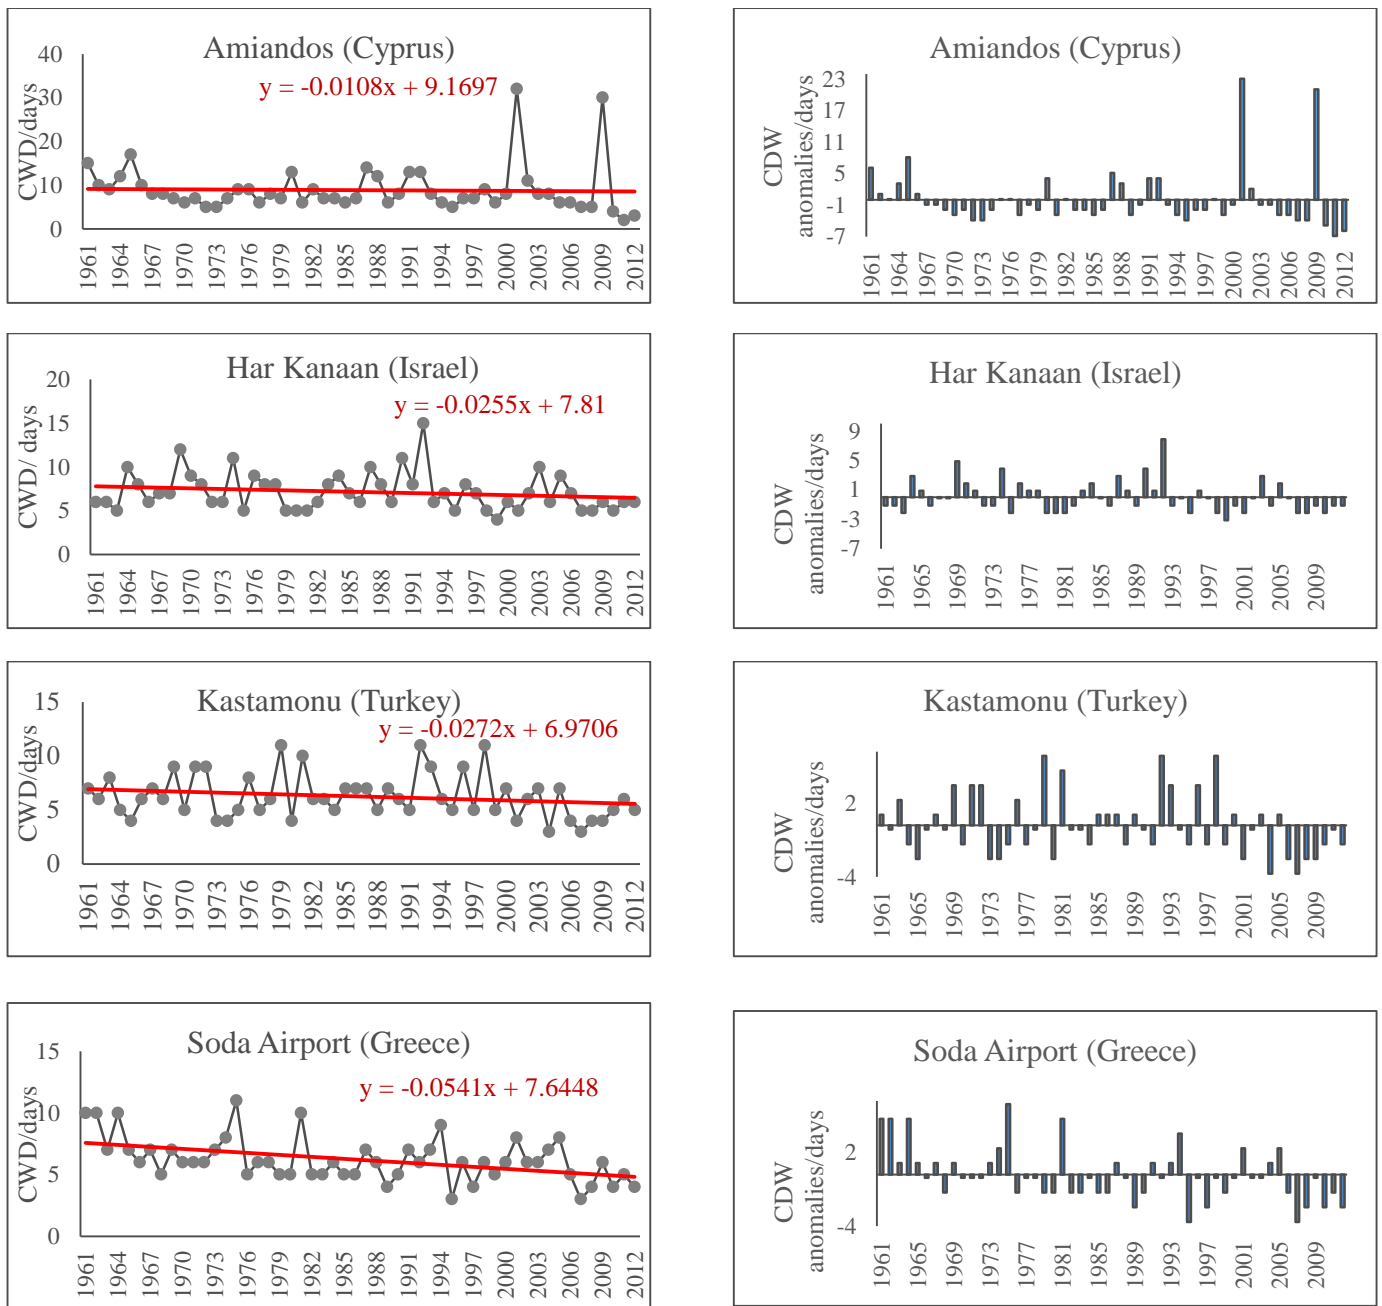 Amiandos (Cyprus)
y = -0.0108x + 9.1697
CWD/days
40
30
20
10
0
1961 1964 1967 1970 1973 1976 1979 1982 1985 1988 1991 1994 1997 2000 2003 2006 2009 2012
Amiandos (Cyprus)
CDW
anomalies/days
23
17
11
5
-1
-7
1961 1964 1967 1970 1973 1976 1979 1982 1985 1988 1991 1994 1997 2000 2003 2006 2009 2012
Har Kanaan (Israel)
y = -0.0255x + 7.81
CWD/ days
20
15
10
5
0
1961 1964 1967 1970 1973 1976 1979 1982 1985 1988 1991 1994 1997 2000 2003 2006 2009 2012
Har Kanaan (Israel)
CDW
anomalies/days
9
5
1
-3
-7
1961 1965 1969 1973 1977 1981 1985 1989 1993 1997 2001 2005 2009
Kastamonu (Turkey)
y = -0.0272x + 6.9706
CWD/days
15
10
5
0
1961 1964 1967 1970 1973 1976 1979 1982 1985 1988 1991 1994 1997 2000 2003 2006 2009 2012
Kastamonu (Turkey)
CDW
anomalies/days
2
-4
1961 1965 1969 1973 1977 1981 1985 1989 1993 1997 2001 2005 2009
Soda Airport (Greece)
y = -0.0541x + 7.6448
CWD/days
15
10
5
0
1961 1964 1967 1970 1973 1976 1979 1982 1985 1988 1991 1994 1997 2000 2003 2006 2009 2012
Soda Airport (Greece)
CDW
anomalies/days
2
-4
1961 1965 1969 1973 1977 1981 1985 1989 1993 1997 2001 2005 2009